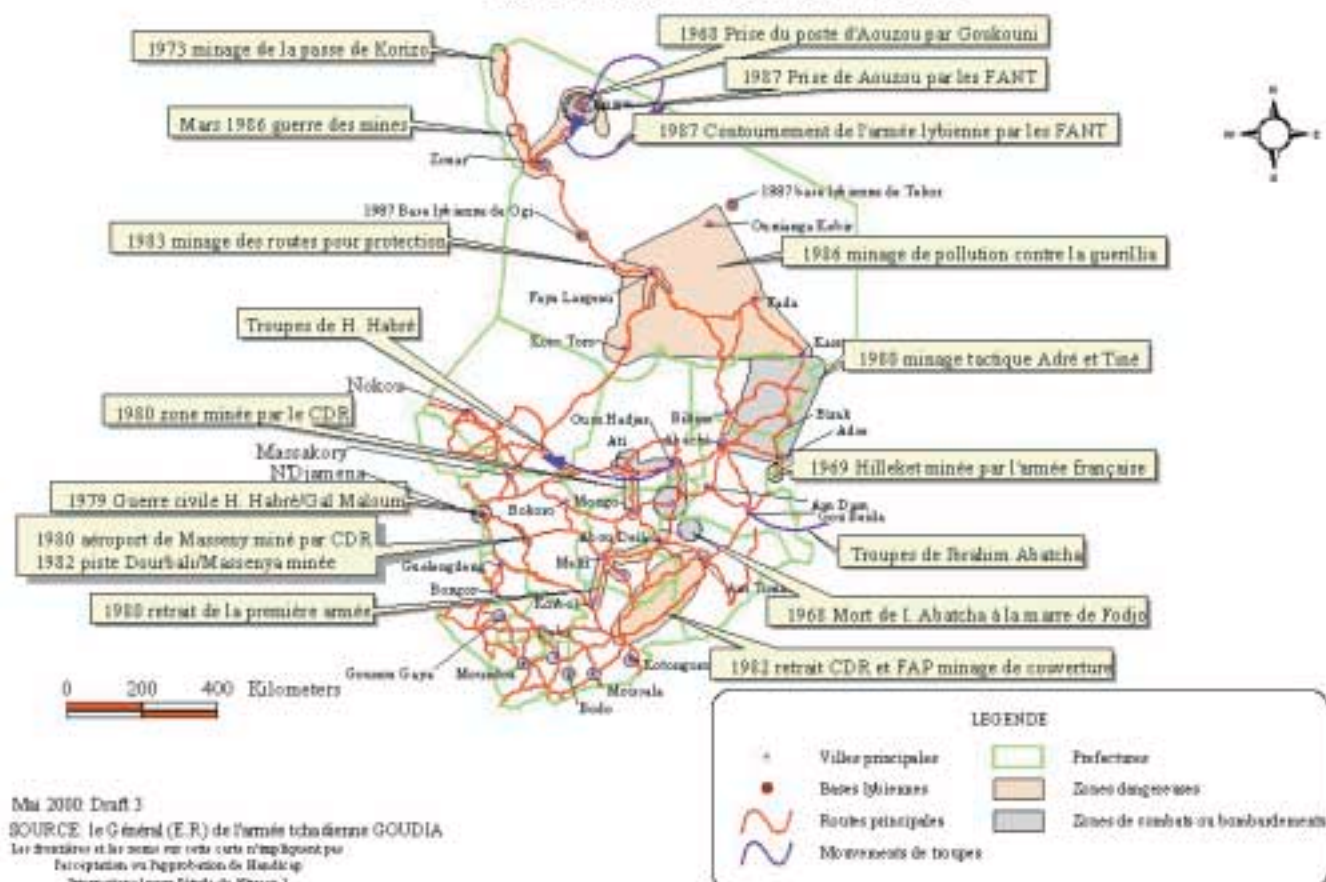 1973 minage de la passe de Korizo
1968 Prise du poste d'Aouzou par Goukouni
1987 Prise de Aouzou par les FANT
Mars 1986 guerre des mines
1987 Contournement de l'armée lybienne par les FANT
Zouar
1987 base lybienne de Tekro
1987 Base lybienne de Ogi
Ounianga Kebir
1983 minage des routes pour protection
1986 minage de pollution contre la guerillia
Faya Largeau
Fada
Troupes de H. Habré
Koro Toro
1980 minage tactique Adré et Tiné
Nokou
1980 zone minée par le CDR
Oum Hadjer
Biltine
Ati
Abéché
Adre
Massakory
N'Djamena
1969 Hilleket minée par l'armée française
1979 Guerre civile H. Habré/Gal Maloum
Bokoro
Mongo
Am Dam
Goz Beida
1980 aéroport de Masseny miné par CDR
1982 piste Dourbali/Massenya minée
Abou Deia
Troupes de Ibrahim Abatcha
Guelengdeng
Melfi
Bongor
Am Timan
1980 retrait de la première armée
1968 Mort de I. Abatcha à la marre de Fodjo
Gounou Gaya
Moundou
1982 retrait CDR et FAP minage de couverture
Moissala
Bodo
0 200 400 Kilometers
LEGENDE
Villes principales
Prefectures
Bases lybiennes
Zones dangereuses
Routes principales
Zones de combats ou bombardements
Mouvements de troupes
Mai 2000: Draft 3
SOURCE: le Général (E.R) de l'armée tchadienne GOUDIA
Les frontières et les noms sur cette carte n'impliquent pas
l'acceptation ou l'approbation de Handicap